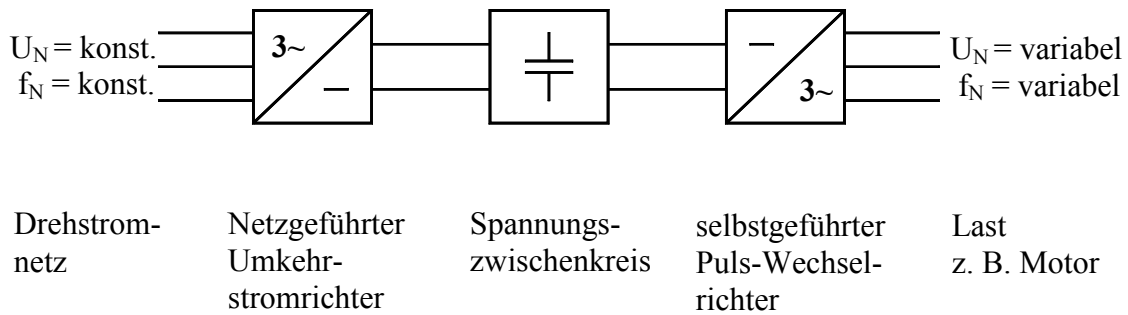 U_N = konst.
f_N = konst.
3~
–
–
3~
U_N = variabel
f_N = variabel
Drehstrom-
netz
Netzgeführter
Umkehr-
stromrichter
Spannungs-
zwischenkreis
selbstgeführter
Puls-Wechsel-
richter
Last
z. B. Motor